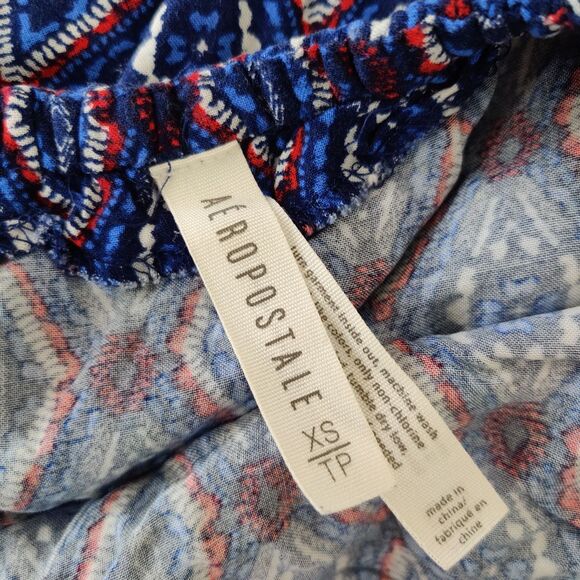 AÉROPOSTALE
XS
TP
garment inside out, machine wash
colors, only non-chlorine
tumble dry low,
needed
made in
china/
fabriqué en
chine